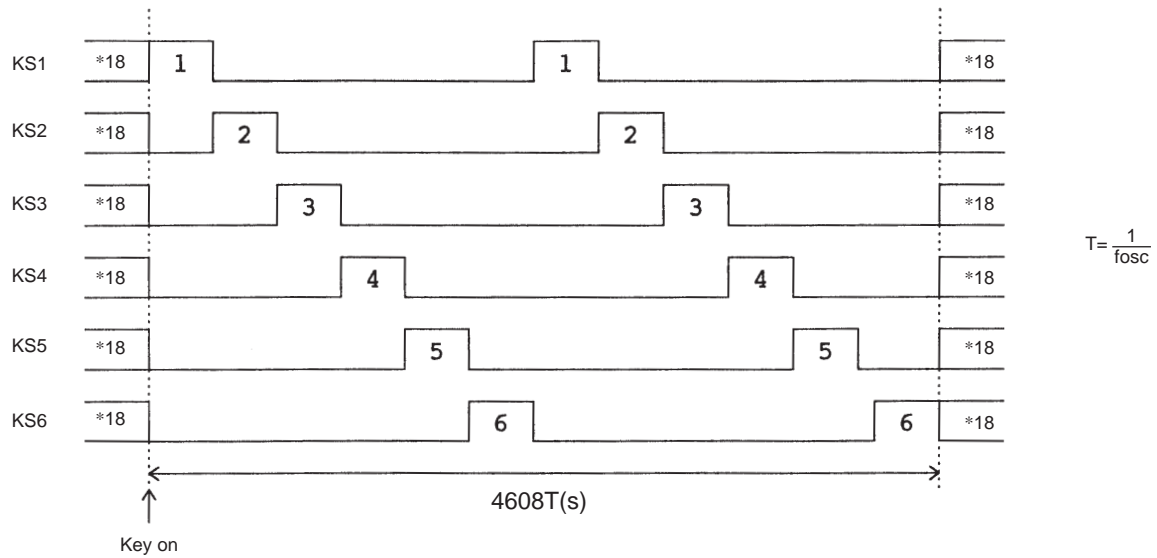 KS1 *18 1 1 *18
KS2 *18 2 2 *18
KS3 *18 3 3 *18
T= 1
fosc
KS4 *18 4 4 *18
KS5 *18 5 5 *18
KS6 *18 6 6 *18
4608T(s)
Key on